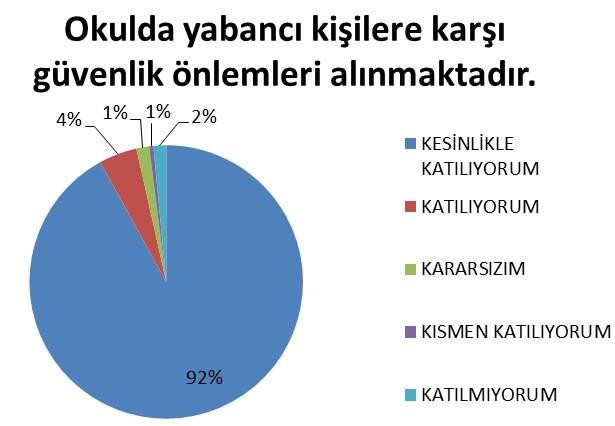 Okulda yabancı kişilere karşı
güvenlik önlemleri alınmaktadır.
4%
1%
1%
2%
92%
KESİNLİKLE
KATILIYORUM
KATILIYORUM
KARARSIZIM
KISMEN KATILIYORUM
KATILMIYORUM